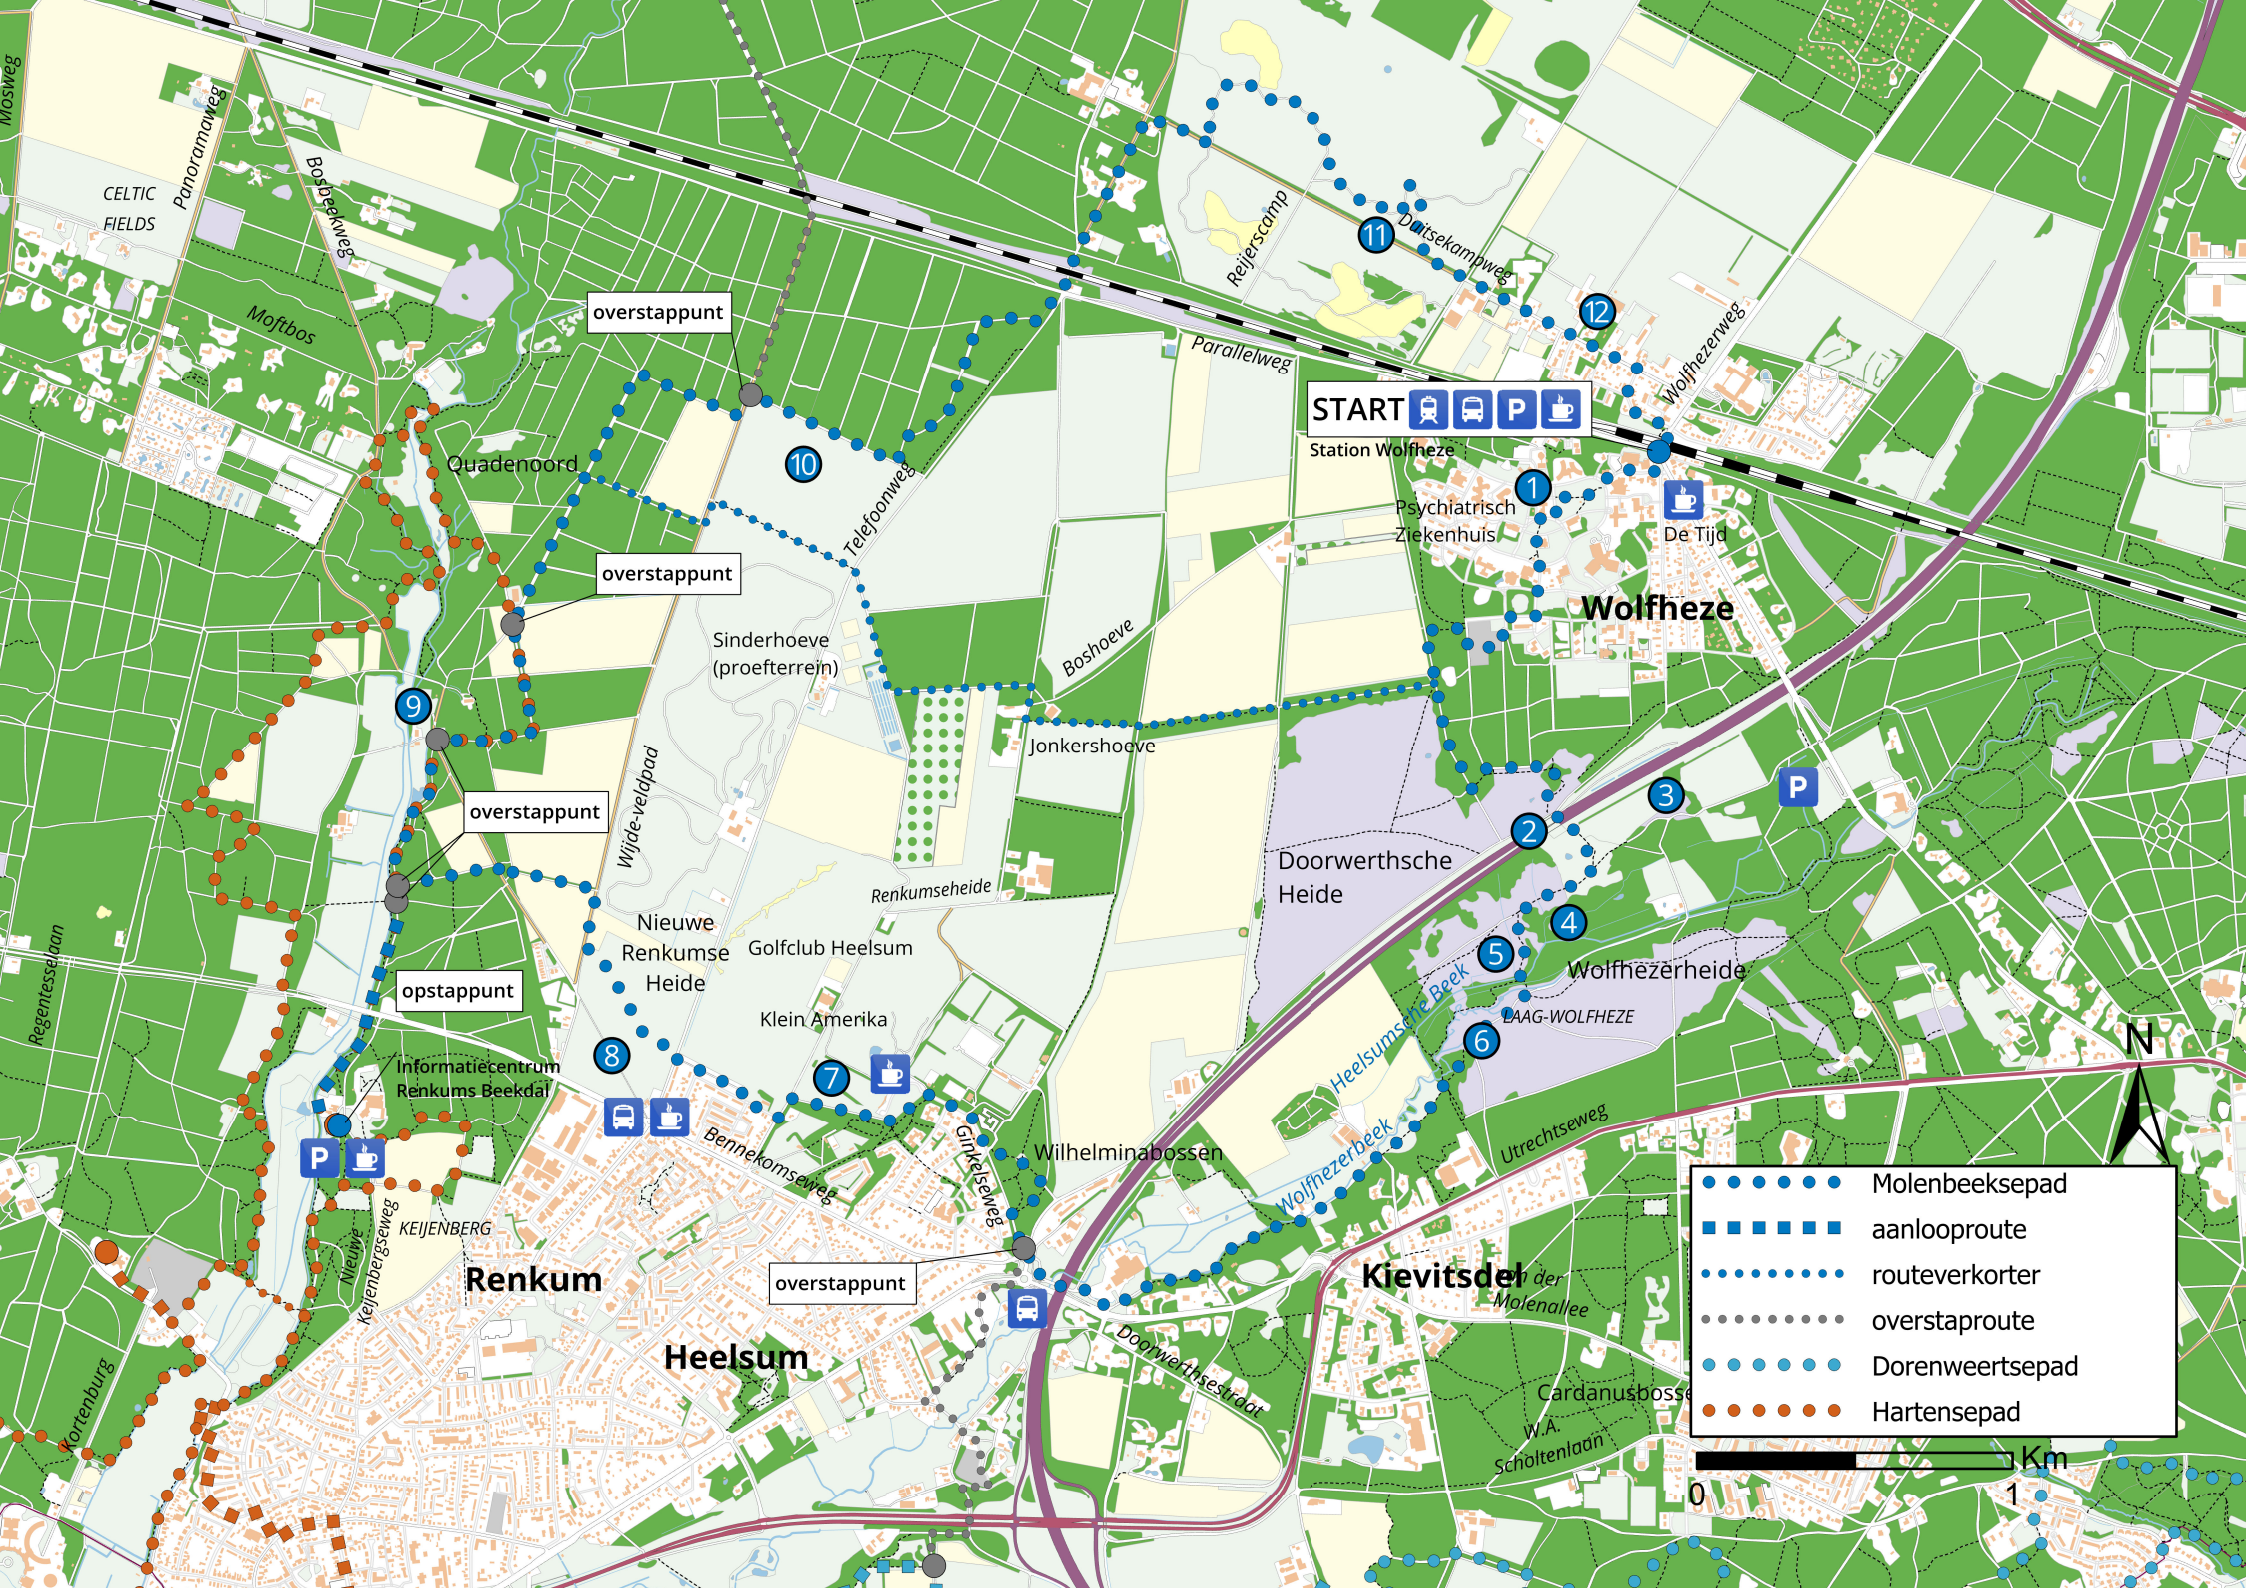 Mosweg
Panoramaweg
CELTIC
FIELDS
Bosbeekweg
Moftbos
Quadenoord
overstappunt
10
Telefoonweg
overstappunt
Sinderhoeve
(proefterrein)
9
overstappunt
Wijde-veldpad
Reijerscamp
11
Duitsekampweg
12
Wolfhezerweg
Parallelweg
START
P
Station Wolfheze
1
Psychiatrisch
Ziekenhuis
De Tijd
Wolfheze
Boshoeve
Jonkershoeve
3
P
2
Doorwerthsche
Heide
4
5
Wolfhezerheide
LAAG-WOLFHEZE
6
Heelsumsche Beek
Wolfhezerbeek
Utrechtseweg
Renkumseheide
Nieuwe
Renkumse
Heide
Golfclub Heelsum
Klein Amerika
7
8
Regentesselaan
opstappunt
Informatiecentrum
Renkums Beekdal
P
Bennekomseweg
Ginkelseweg
Wilhelminabossen
KEIJENBERG
Nieuwe
Keijenbergseweg
Renkum
overstappunt
Heelsum
Kievitsdel
Van der
Molenallee
Doorwerthsestraat
Kortenburg
Cardanusbosse
W.A.
Scholtenlaan
N
Molenbeeksepad
aanlooproute
routeverkorter
overstaproute
Dorenweertsepad
Hartensepad
Km
0
1